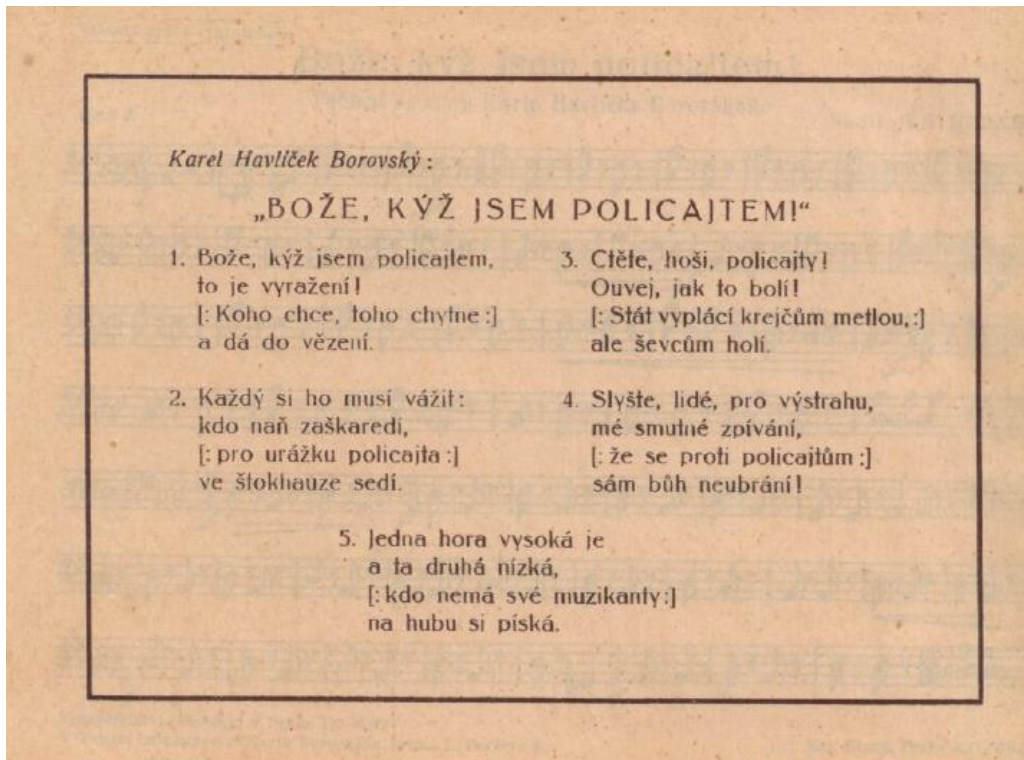 Karel Havlíček Borovský:
„BOŽE, KÝŽ JSEM POLICAJTEM!“
1. Bože, kýž jsem policajtem,
to je vyražení!
[: Koho chce, toho chytne :]
a dá do vězení.
2. Každý si ho musí vážit:
kdo naň zaškaredí,
[: pro urážku policajta :]
ve štokhauze sedí.
3. Ctěte, hoši, policajty!
Ouvej, jak to bolí!
[: Stát vyplácí krejčům metlou, :]
ale ševcům holí.
4. Slyšte, lidé, pro výstrahu,
mé smutné zpívání,
[: že se proti policajtům :]
sám bůh neubrání!
5. Jedna hora vysoká je
a ta druhá nízká,
[: kdo nemá své muzikanty :]
na hubu si píská.